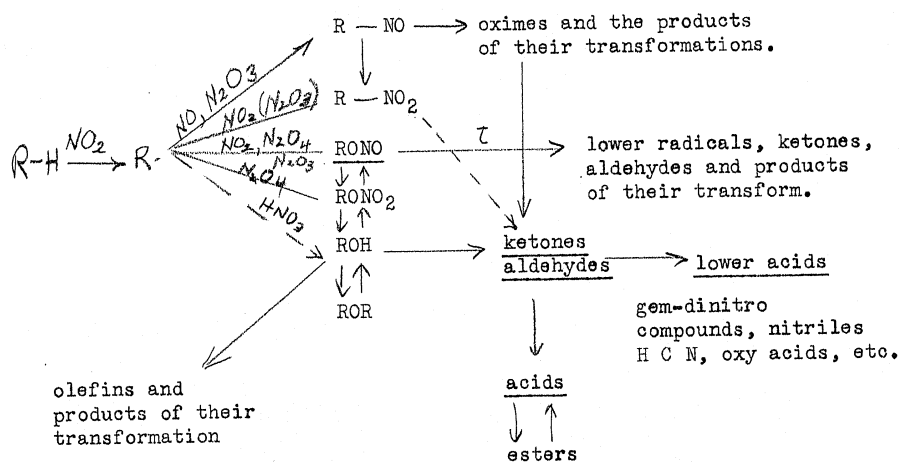 R — NO
oximes and the products
of their transformations.
NO, N2O3
R — NO2
NO2 (N2O3)
R-H NO2 R·
NO2, N2O4
N2O3
RONO
τ
lower radicals, ketones,
aldehydes and products
of their transform.
N2O4
RONO2
HNO3
ROH
ketones
aldehydes
lower acids
ROR
gem-dinitro
compounds, nitriles
H C N, oxy acids, etc.
olefins and
products of their
transformation
acids
esters